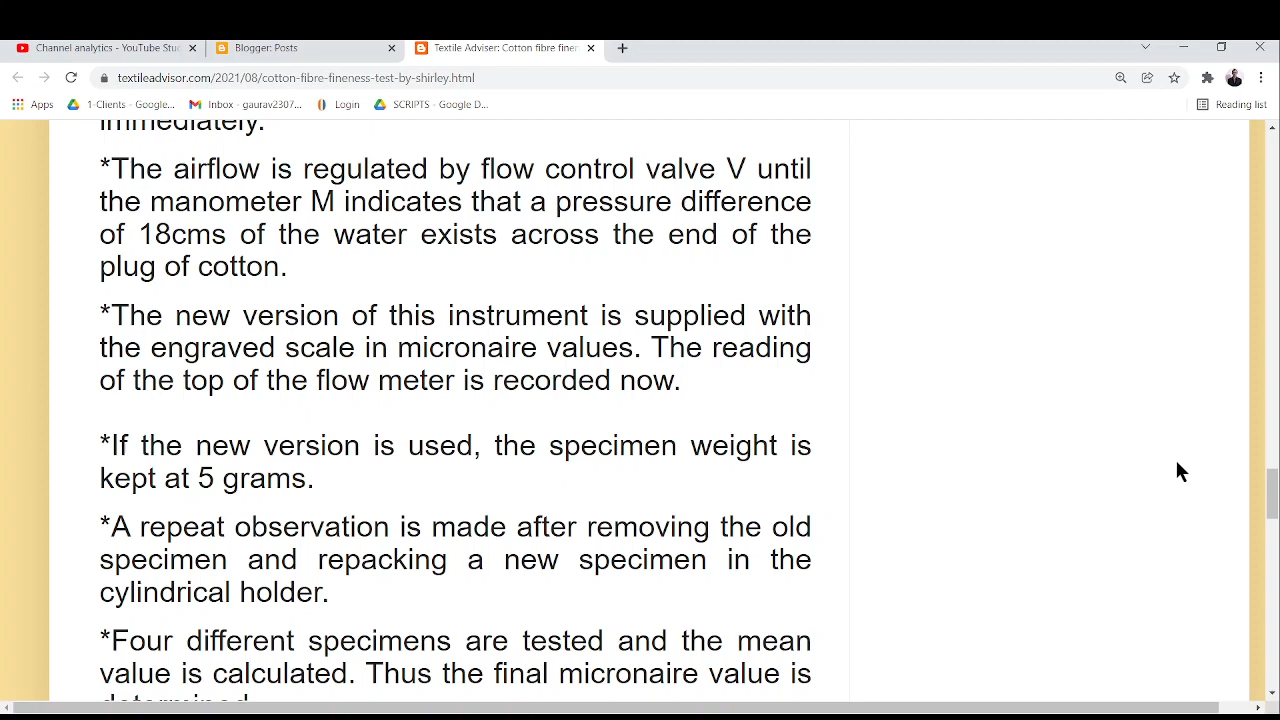 Channel analytics - YouTube Stu
Blogger: Posts
Textile Adviser: Cotton fibre finen
textileadvisor.com/2021/08/cotton-fibre-fineness-test-by-shirley.html
Apps
1-Clients - Google...
Inbox - gaurav2307...
Login
SCRIPTS - Google D...
Reading list
immediately.
*The airflow is regulated by flow control valve V until
the manometer M indicates that a pressure difference
of 18cms of the water exists across the end of the
plug of cotton.
*The new version of this instrument is supplied with
the engraved scale in micronaire values. The reading
of the top of the flow meter is recorded now.
*If the new version is used, the specimen weight is
kept at 5 grams.
*A repeat observation is made after removing the old
specimen and repacking a new specimen in the
cylindrical holder.
*Four different specimens are tested and the mean
value is calculated. Thus the final micronaire value is
determined